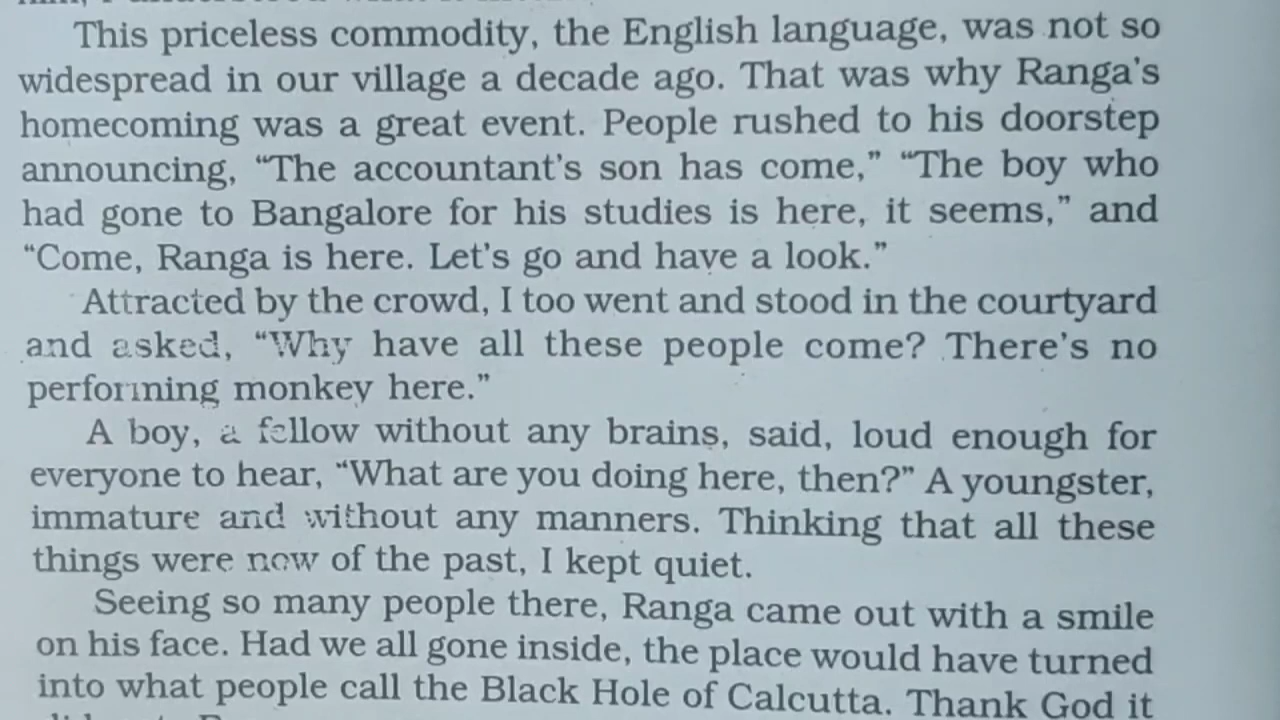 This priceless commodity, the English language, was not so
widespread in our village a decade ago. That was why Ranga's
homecoming was a great event. People rushed to his doorstep
announcing, “The accountant's son has come,” “The boy who
had gone to Bangalore for his studies is here, it seems,” and
“Come, Ranga is here. Let's go and have a look.”
Attracted by the crowd, I too went and stood in the courtyard
and asked, “Why have all these people come? There's no
performing monkey here.”
A boy, a fellow without any brains, said, loud enough for
everyone to hear, “What are you doing here, then?” A youngster,
immature and without any manners. Thinking that all these
things were now of the past, I kept quiet.
Seeing so many people there, Ranga came out with a smile
on his face. Had we all gone inside, the place would have turned
into what people call the Black Hole of Calcutta. Thank God it